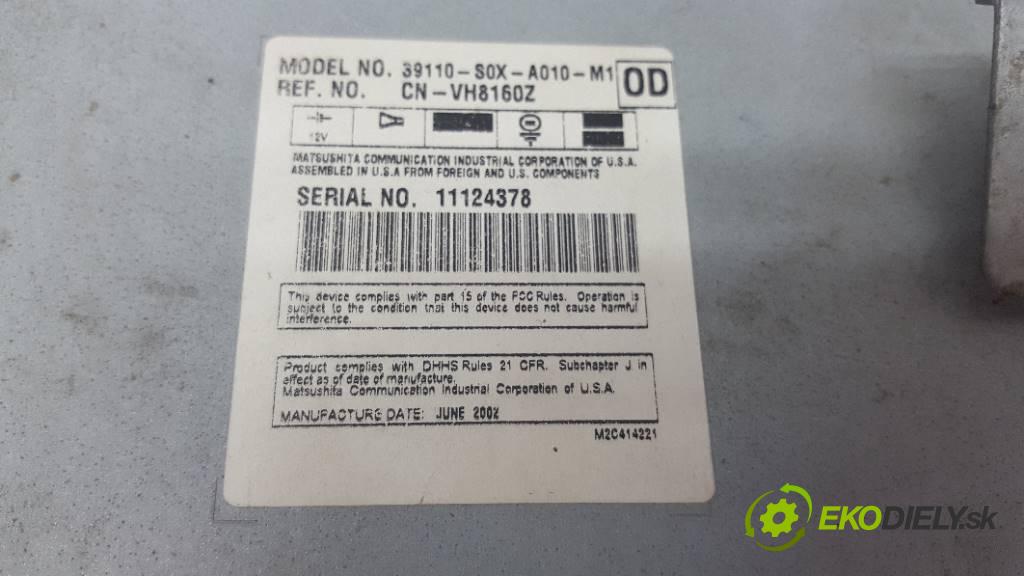 MODEL NO. 39110-S0X-A010-M1
OD
REF. NO. CN-VH8160Z
12V
MATSUSHITA COMMUNICATION INDUSTRIAL CORPORATION OF U.S.A.
ASSEMBLED IN U.S.A FROM FOREIGN AND U.S. COMPONENTS
SERIAL NO. 11124378
This device complies with part 15 of the FCC Rules. Operation is
subject to the condition that this device does not cause harmful
interference.
Product complies with DHHS Rules 21 CFR. Subchapter J in
effect as of date of manufacture.
Matsushita Communication Industrial Corporation of U.S.A.
MANUFACTURE DATE: JUNE 2002
M2C414221
EKODIELY.sk